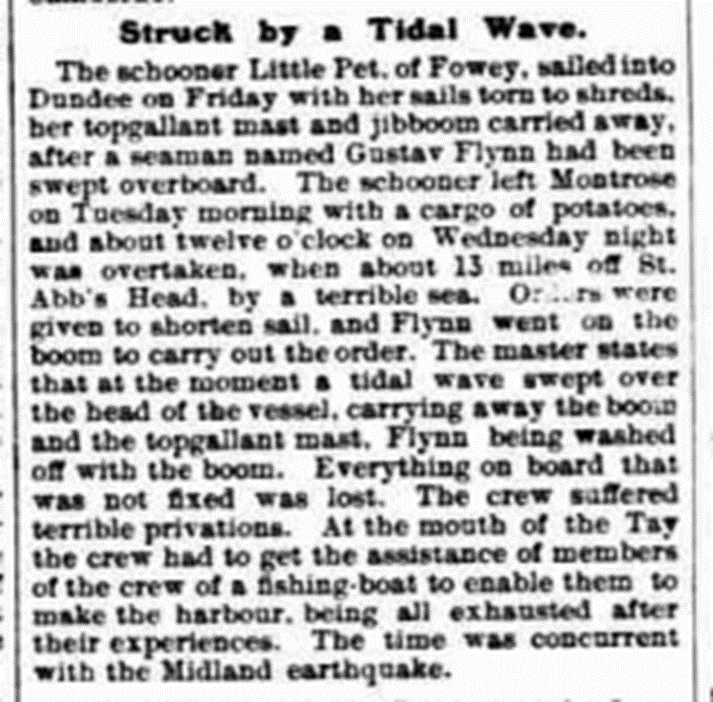 Struck by a Tidal Wave.
The schooner Little Pet, of Fowey, sailed into
Dundee on Friday with her sails torn to shreds,
her topgallant mast and jibboom carried away,
after a seaman named Gustav Flynn had been
swept overboard. The schooner left Montrose
on Tuesday morning with a cargo of potatoes,
and about twelve o'clock on Wednesday night
was overtaken, when about 13 miles off St.
Abb's Head, by a terrible sea. were
given to shorten sail, and Flynn went on the
boom to carry out the order. The master states
that at the moment a tidal wave swept over
the head of the vessel, carrying away the boom
and the topgallant mast, Flynn being washed
off with the boom. Everything on board that
was not fixed was lost. The crew suffered
terrible privations. At the mouth of the Tay
the crew had to get the assistance of members
of the crew of a fishing-boat to enable them to
make the harbour, being all exhausted after
their experiences. The time was concurrent
with the Midland earthquake.